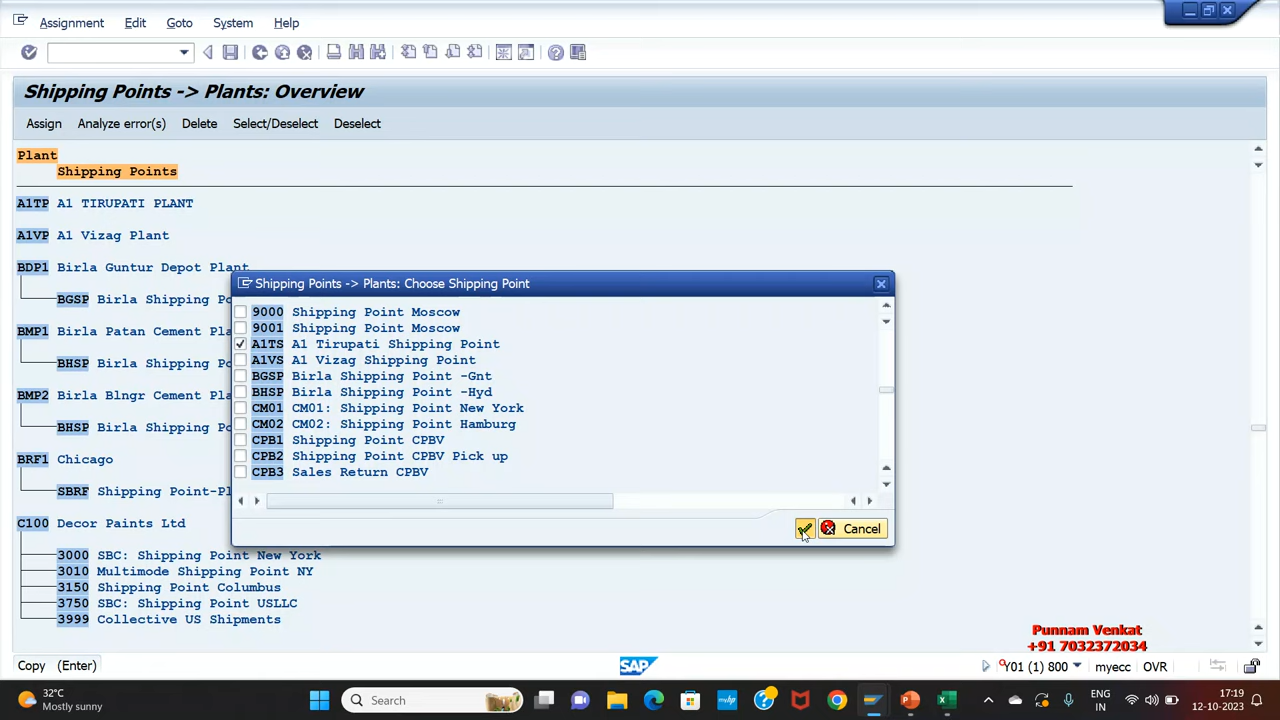 Assignment Edit Goto System Help
Shipping Points -> Plants: Overview
Assign Analyze error(s) Delete Select/Deselect Deselect
Plant
Shipping Points
A1TP A1 TIRUPATI PLANT
A1VP A1 Vizag Plant
BDP1 Birla Guntur Depot Plant
BGSP Birla Shipping Po
BMP1 Birla Patan Cement Pla
BHSP Birla Shipping Po
BMP2 Birla Blngr Cement Pla
BHSP Birla Shipping Po
BRF1 Chicago
SBRF Shipping Point-Pl
C100 Decor Paints Ltd
3000 SBC: Shipping Point New York
3010 Multimode Shipping Point NY
3150 Shipping Point Columbus
3750 SBC: Shipping Point USLLC
3999 Collective US Shipments
Shipping Points -> Plants: Choose Shipping Point
9000 Shipping Point Moscow
9001 Shipping Point Moscow
A1TS A1 Tirupati Shipping Point
A1VS A1 Vizag Shipping Point
BGSP Birla Shipping Point -Gnt
BHSP Birla Shipping Point -Hyd
CM01 CM01: Shipping Point New York
CM02 CM02: Shipping Point Hamburg
CPB1 Shipping Point CPBV
CPB2 Shipping Point CPBV Pick up
CPB3 Sales Return CPBV
Cancel
Punnam Venkat
+91 7032372034
Copy (Enter) SAP Y01 (1) 800 myecc OVR
32°C
Mostly sunny
Search
ENG
IN
17:19
12-10-2023